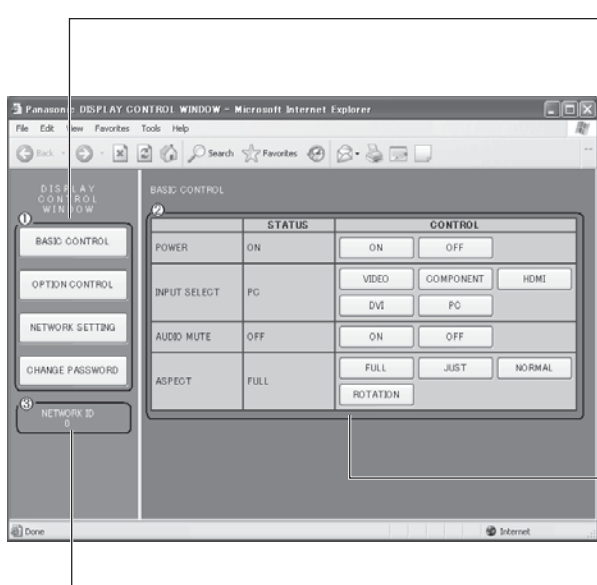 Panasonic DISPLAY CONTROL WINDOW - Microsoft Internet Explorer
File Edit View Favorites Tools Help
Back Search Favorites
DISPLAY
CONTROL
WINDOW
①
BASIC CONTROL
OPTION CONTROL
NETWORK SETTING
CHANGE PASSWORD
③
NETWORK ID
0
BASIC CONTROL
②
STATUS CONTROL
POWER ON ON OFF
INPUT SELECT PC VIDEO COMPONENT HDMI
DVI PC
AUDIO MUTE OFF ON OFF
ASPECT FULL FULL JUST NORMAL
ROTATION
Done Internet